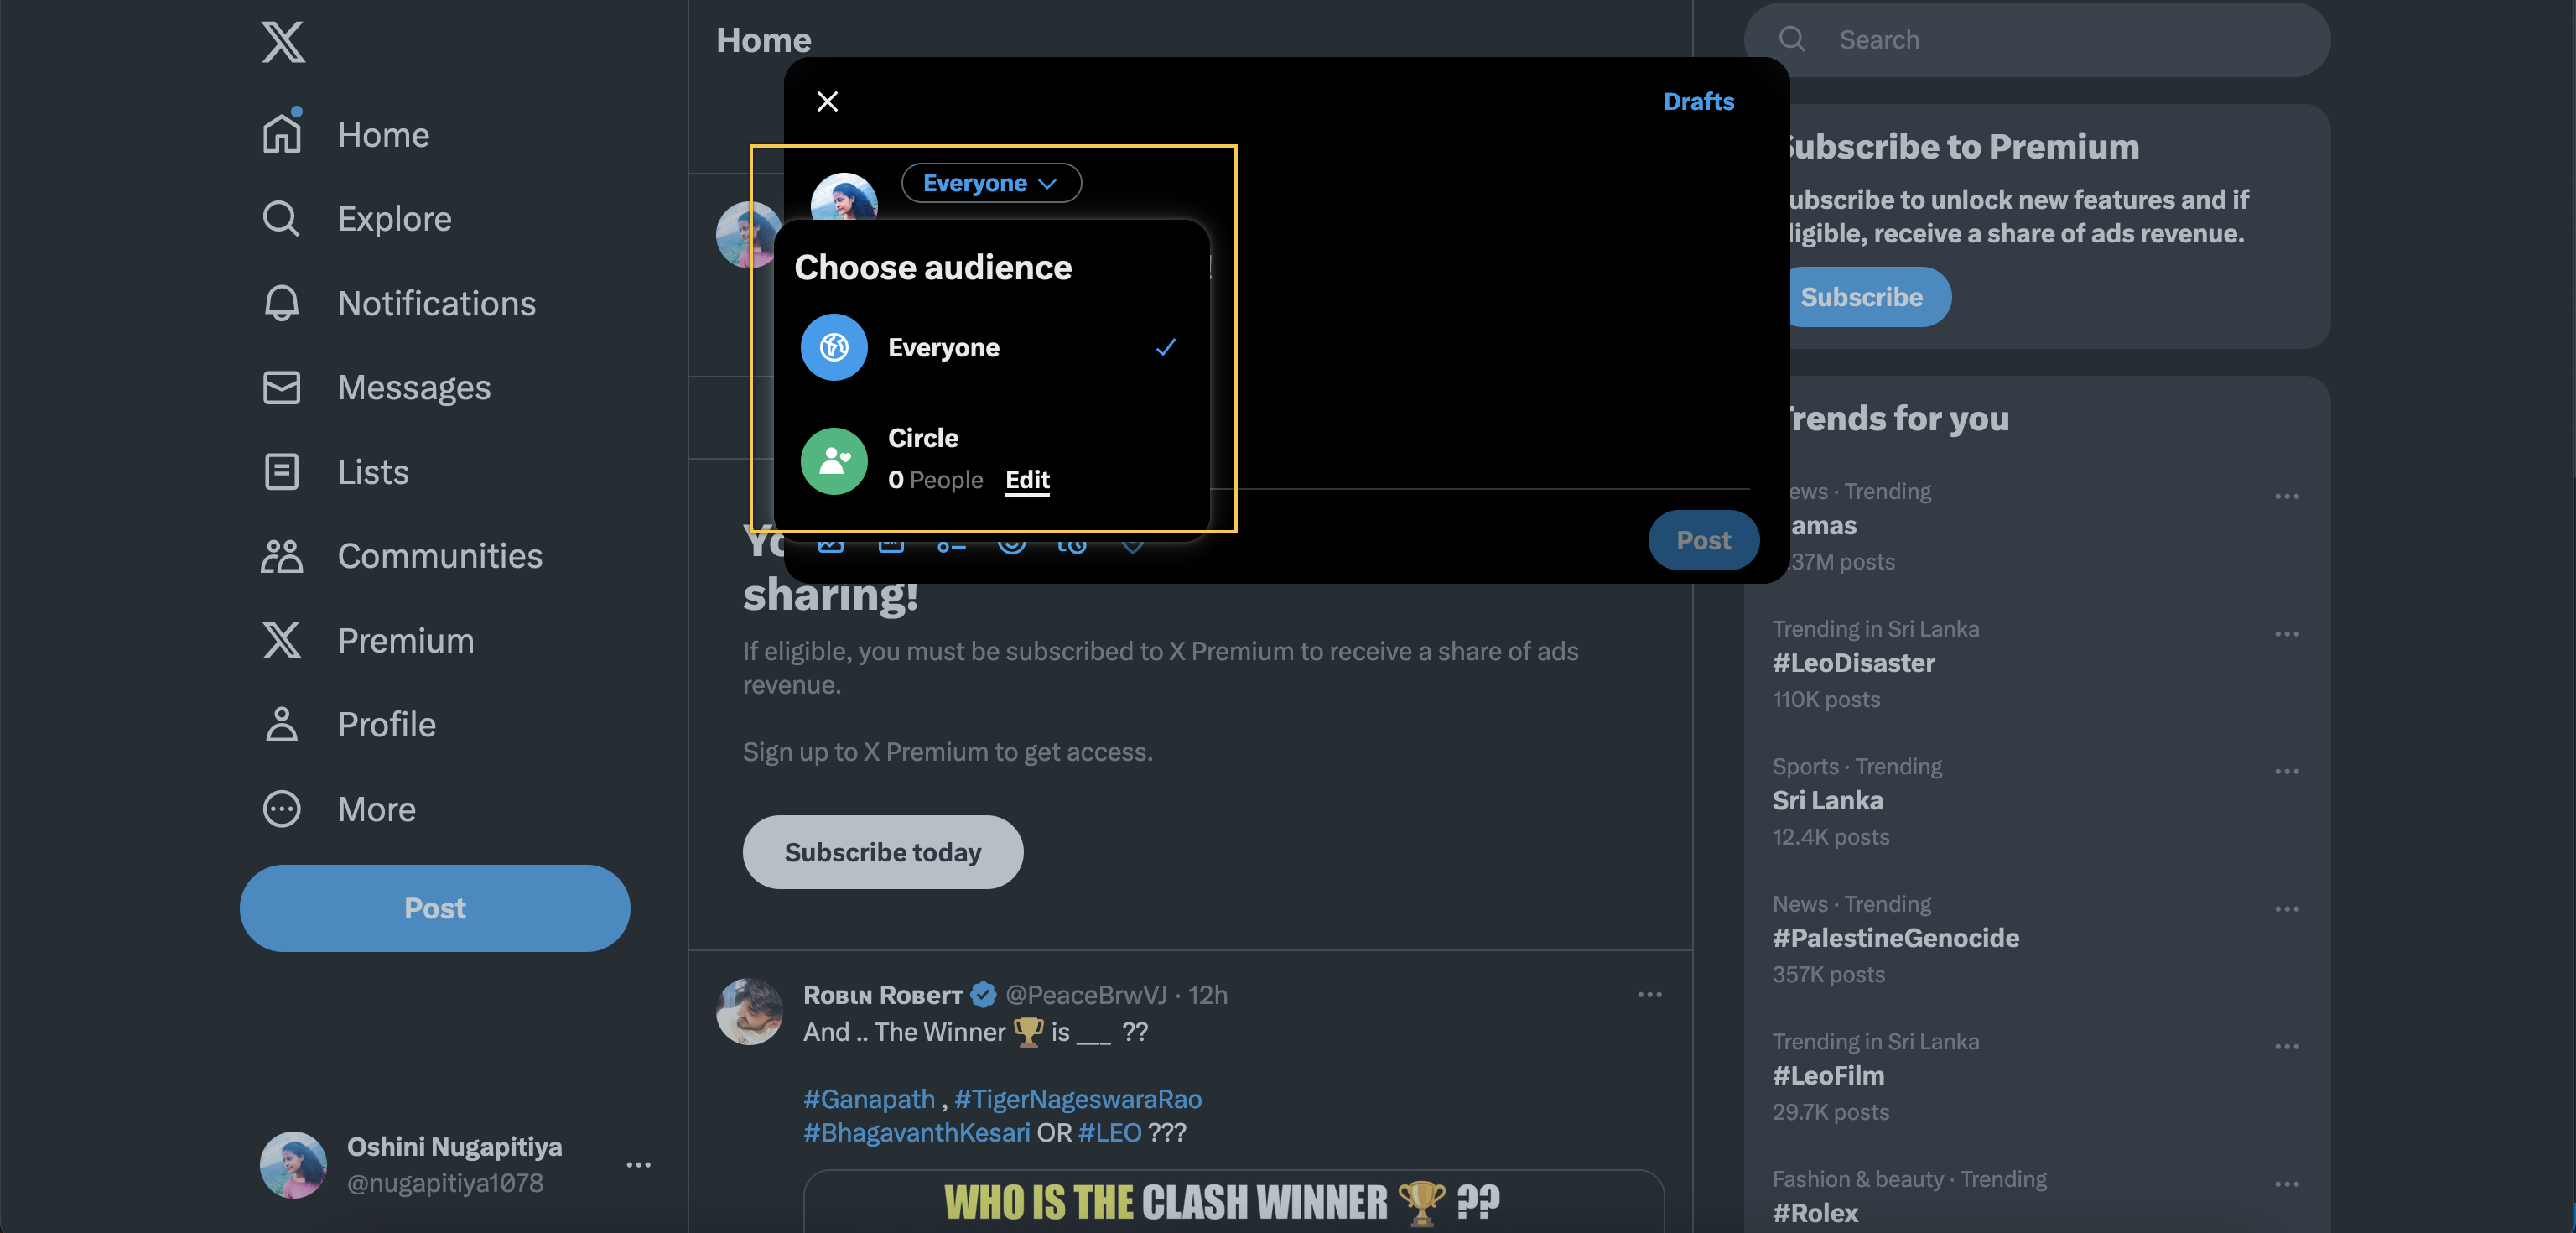 Home
Explore
Notifications
Messages
Lists
Communities
Premium
Profile
More
Post
Oshini Nugapitiya
@nugapitiya1078
Home
Drafts
Everyone
Choose audience
Everyone
Circle
0 People Edit
Post
sharing!
If eligible, you must be subscribed to X Premium to receive a share of ads
revenue.
Sign up to X Premium to get access.
Subscribe today
Robin Robert @PeaceBrwVJ · 12h
And .. The Winner 🏆 is ___ ??
#Ganapath , #TigerNageswaraRao
#BhagavanthKesari OR #LEO ???
WHO IS THE CLASH WINNER 🏆 ??
Search
ubscribe to Premium
ubscribe to unlock new features and if
ligible, receive a share of ads revenue.
Subscribe
rends for you
ews · Trending
amas
37M posts
Trending in Sri Lanka
#LeoDisaster
110K posts
Sports · Trending
Sri Lanka
12.4K posts
News · Trending
#PalestineGenocide
357K posts
Trending in Sri Lanka
#LeoFilm
29.7K posts
Fashion & beauty · Trending
#Rolex